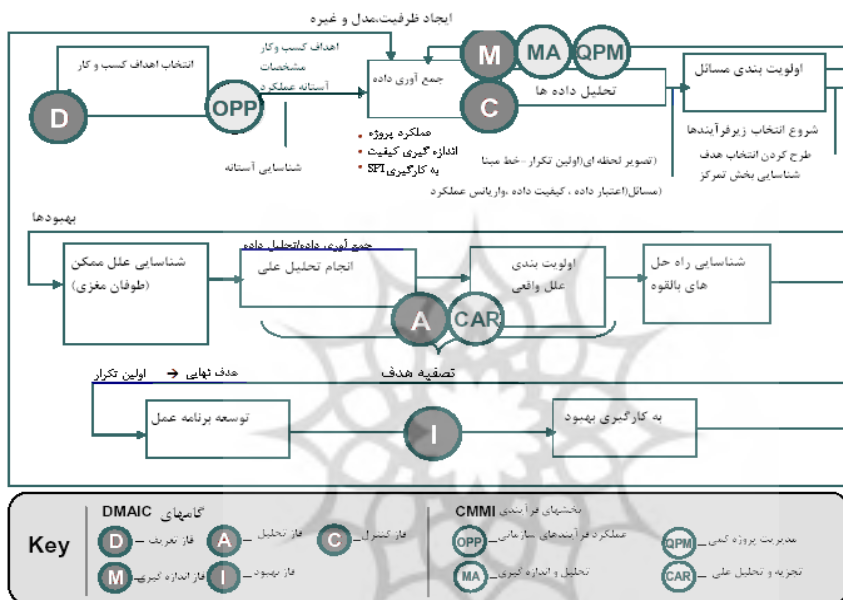 ایجاد ظرفیت،مدل و غیره
انتخاب اهداف کسب و کار
D
OPP
اهداف کسب و کار
مشخصات
آستانه عملکرد
شناسایی آستانه
جمع آوری داده
M
MA
QPM
C
تحلیل داده ها
اولویت بندی مسائل
عملکرد پروژه
اندازه گیری کیفیت
به کارگیریSPI
(تصویر لحظه ای(اولین تکرار-خط مبنا
(مسائل(اعتبار داده ، کیفیت داده ،واریانس عملکرد
شروع انتخاب زیرفرآیندها
طرح کردن انتخاب هدف
شناسایی بخش تمرکز
بهبودها
شناسایی علل ممکن
(طوفان مغزی)
جمع آوری داده/تحلیل داده
انجام تحلیل علی
اولویت بندی
علل واقعی
شناسایی راه حل
های بالقوه
A
CAR
تصفیه هدف
هدف نهایی → اولین تکرار
توسعه برنامه عمل
I
به کارگیری بهبود
Key
گامهای DMAIC
D فاز تعریف
A فاز تحلیل
C فاز کنترل
M فاز اندازه گیری
I فاز بهبود
بخشهای فرآیندی CMMI
OPP عملکرد فرآیندهای سازمانی
QPM مدیریت پروژه کمی
MA تحلیل و اندازه گیری
CAR تجزیه و تحلیل علی